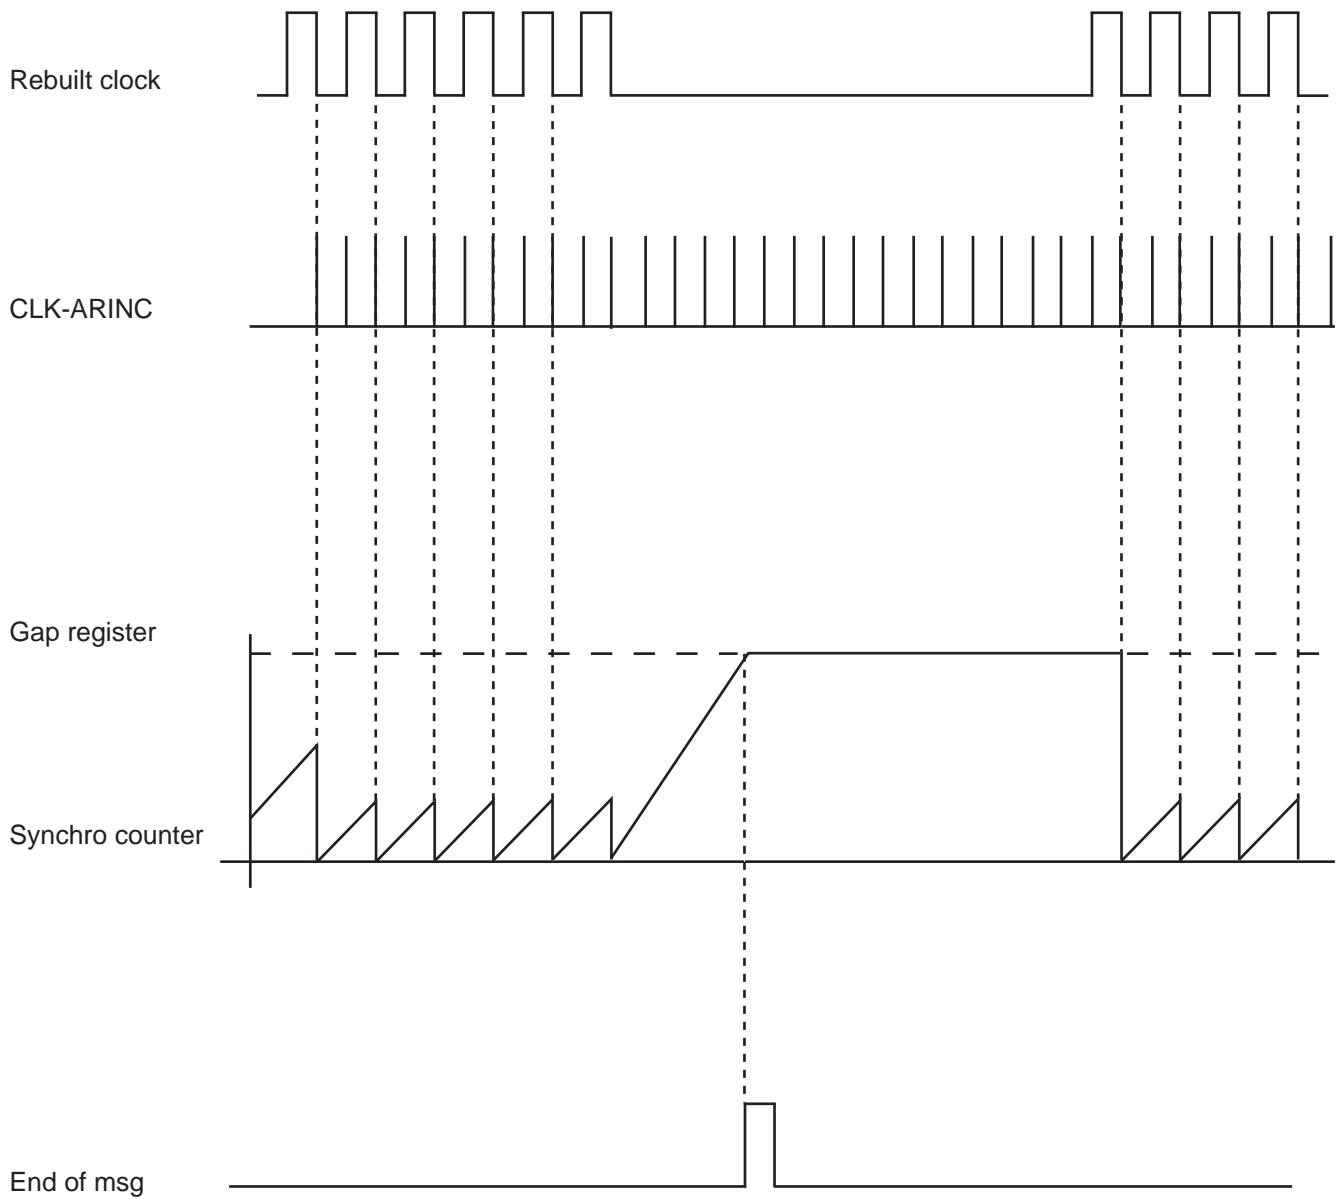 Rebuilt clock
CLK-ARINC
Gap register
Synchro counter
End of msg